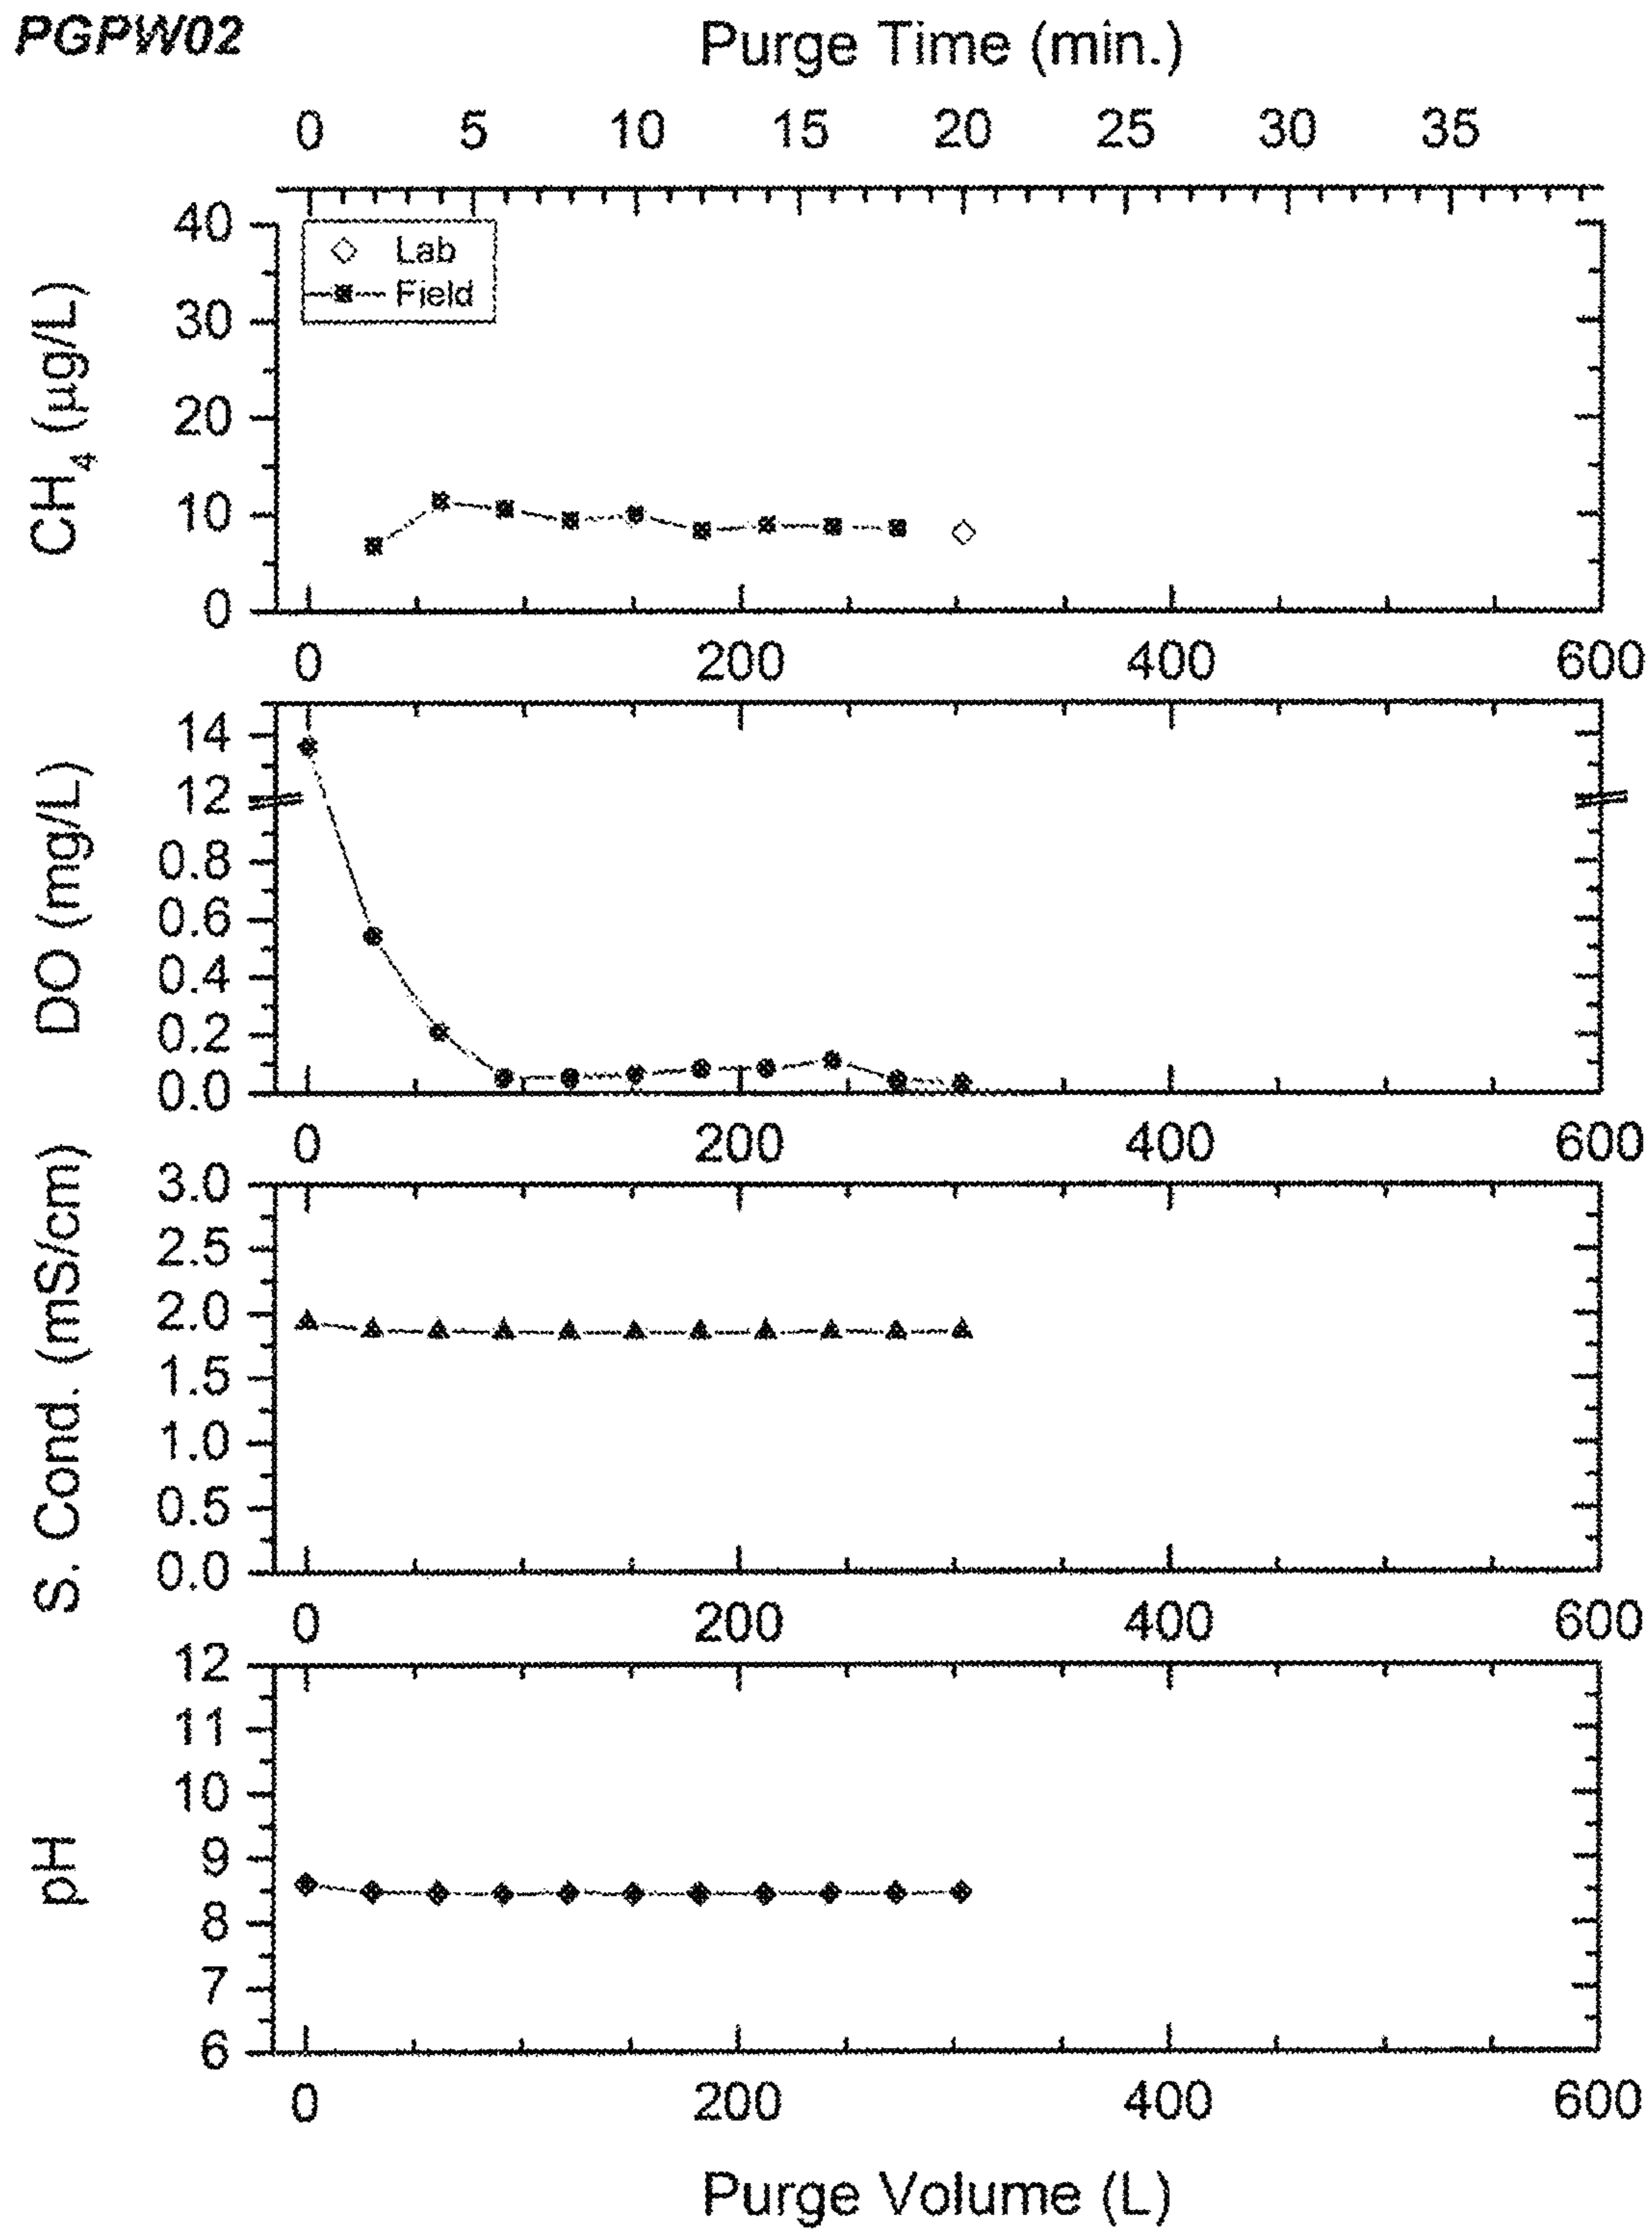 PGPW02
Purge Time (min.)
0 5 10 15 20 25 30 35
CH4 (µg/L)
40
30
20
10
0
Lab
Field
0 200 400 600
DO (mg/L)
14
12
0.8
0.6
0.4
0.2
0.0
0 200 400 600
S. Cond. (mS/cm)
3.0
2.5
2.0
1.5
1.0
0.5
0.0
0 200 400 600
pH
12
11
10
9
8
7
6
0 200 400 600
Purge Volume (L)